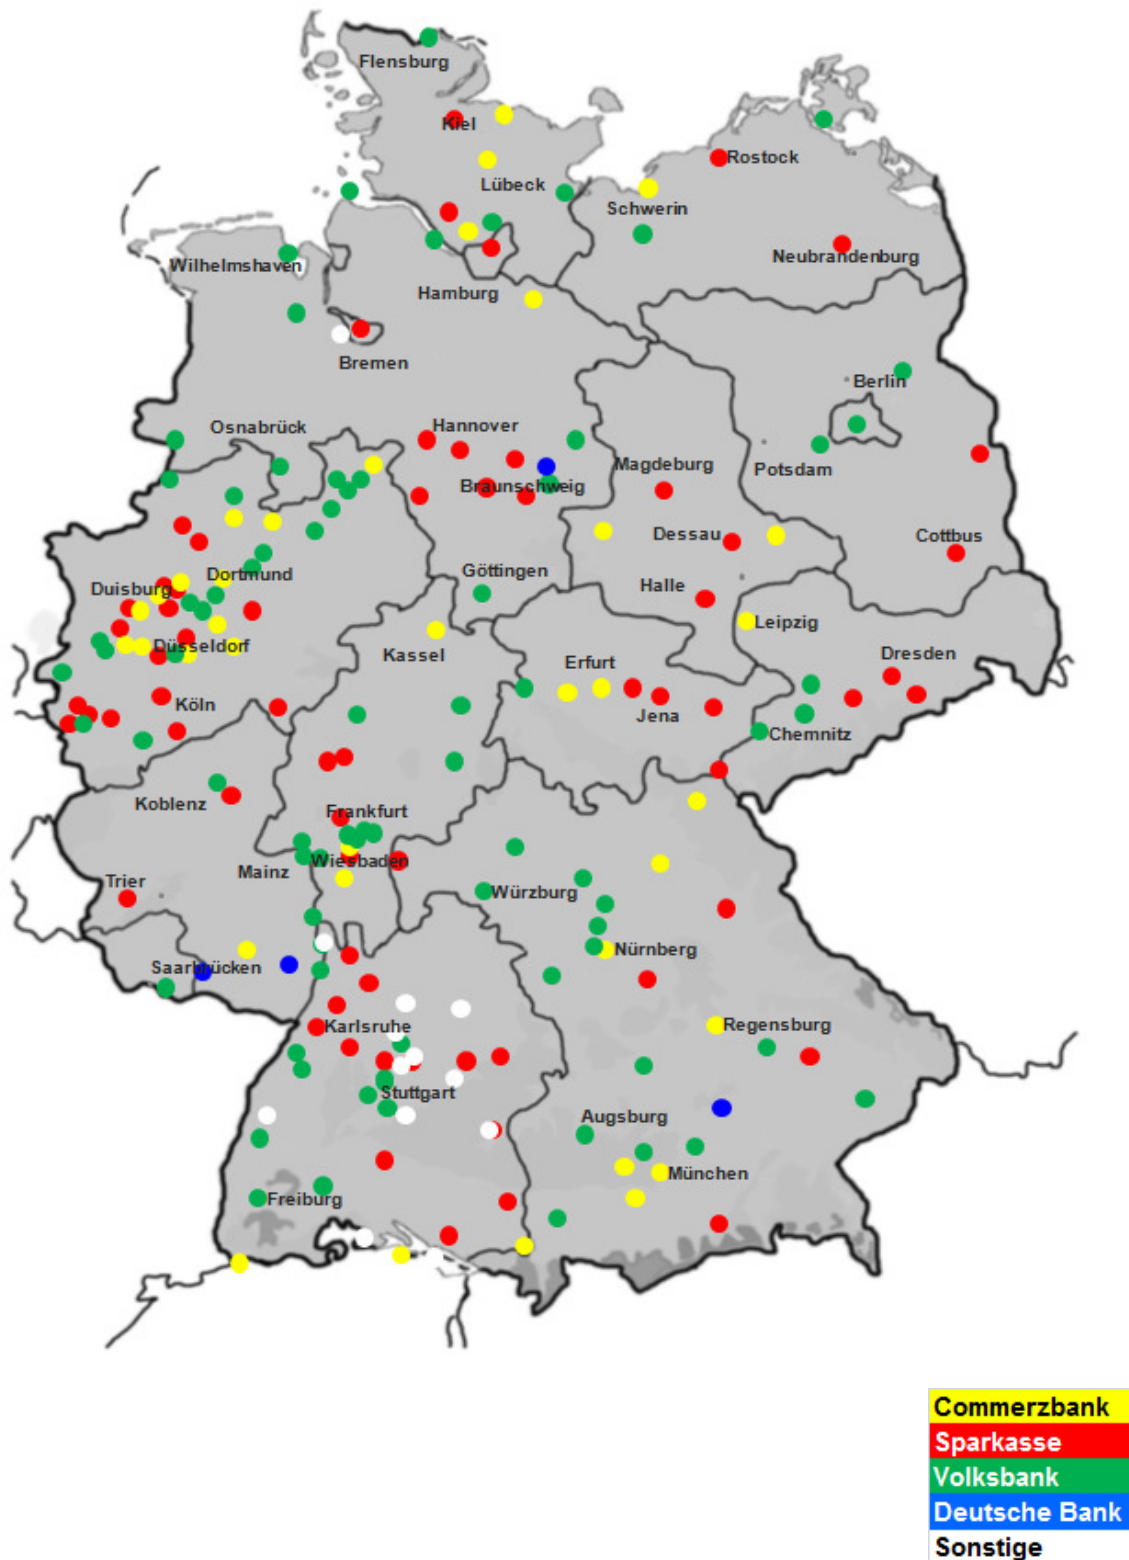 Flensburg
Kiel
Rostock
Lübeck
Schwerin
Neubrandenburg
Wilhelmshaven
Hamburg
Bremen
Berlin
Osnabrück
Hannover
Magdeburg
Potsdam
Braunschweig
Dessau
Cottbus
Göttingen
Dortmund
Duisburg
Halle
Leipzig
Düsseldorf
Kassel
Erfurt
Dresden
Köln
Jena
Chemnitz
Koblenz
Frankfurt
Wiesbaden
Mainz
Trier
Würzburg
Nürnberg
Saarbrücken
Karlsruhe
Regensburg
Stuttgart
Augsburg
München
Freiburg
Commerzbank
Sparkasse
Volksbank
Deutsche Bank
Sonstige